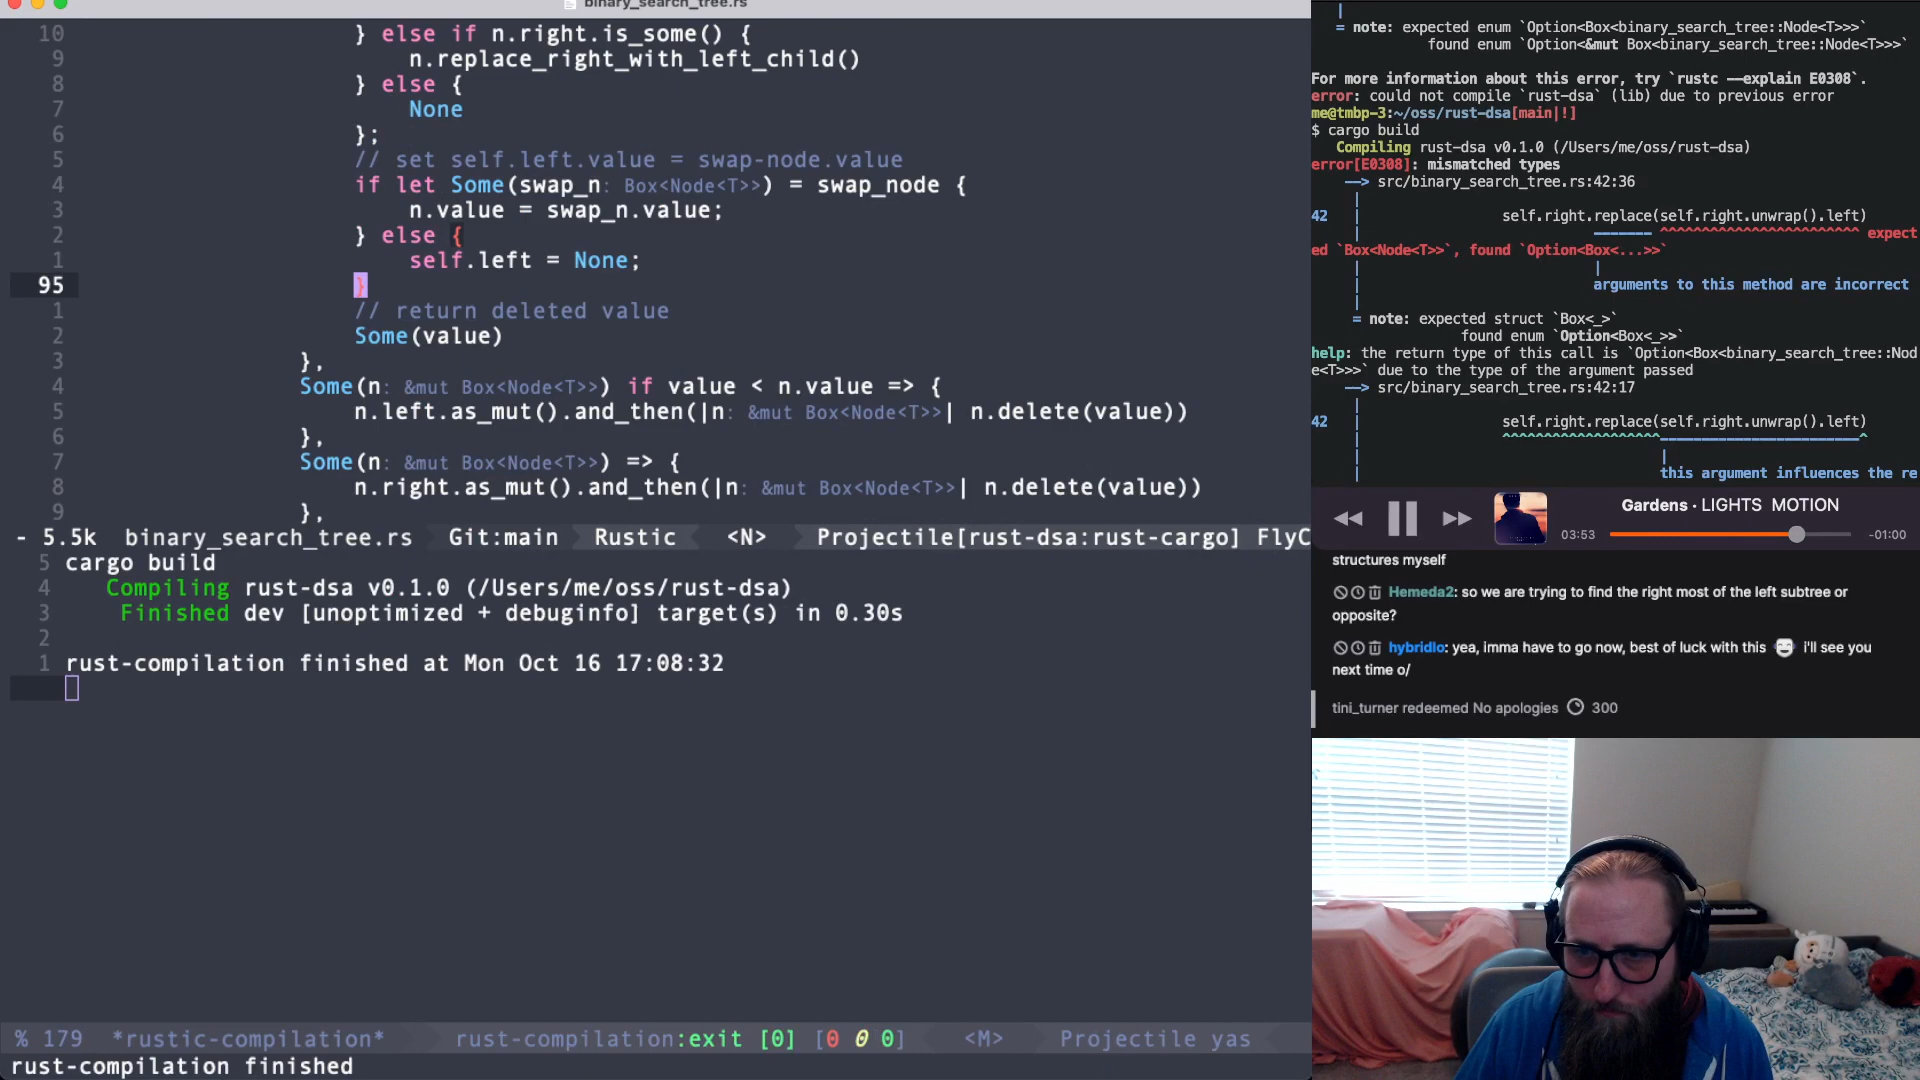 binary_search_tree.rs
10 } else if n.right.is_some() {
9 n.replace_right_with_left_child()
8 } else {
7 None
6 };
5 // set self.left.value = swap-node.value
4 if let Some(swap_n: Box<Node<T>>) = swap_node {
3 n.value = swap_n.value;
2 } else {
1 self.left = None;
95 }
1 // return deleted value
2 Some(value)
3 },
4 Some(n: &mut Box<Node<T>>) if value < n.value => {
5 n.left.as_mut().and_then(|n: &mut Box<Node<T>>| n.delete(value))
6 },
7 Some(n: &mut Box<Node<T>>) => {
8 n.right.as_mut().and_then(|n: &mut Box<Node<T>>| n.delete(value))
9 },
- 5.5k binary_search_tree.rs Git:main Rustic <N> Projectile[rust-dsa:rust-cargo] FlyC
5 cargo build
4 Compiling rust-dsa v0.1.0 (/Users/me/oss/rust-dsa)
3 Finished dev [unoptimized + debuginfo] target(s) in 0.30s
2
1 rust-compilation finished at Mon Oct 16 17:08:32
% 179 *rustic-compilation* rust-compilation:exit [0] [0 0 0] <M> Projectile yas
rust-compilation finished
|
= note: expected enum `Option<Box<binary_search_tree::Node<T>>>`
found enum `Option<&mut Box<binary_search_tree::Node<T>>>`
For more information about this error, try `rustc --explain E0308`.
error: could not compile `rust-dsa` (lib) due to previous error
me@tmbp-3:~/oss/rust-dsa[main|!]
$ cargo build
Compiling rust-dsa v0.1.0 (/Users/me/oss/rust-dsa)
error[E0308]: mismatched types
--> src/binary_search_tree.rs:42:36
|
42 | self.right.replace(self.right.unwrap().left)
| ------- ^^^^^^^^^^^^^^^^^^^^^^^^ expect
ed `Box<Node<T>>`, found `Option<Box<...>>`
| |
| arguments to this method are incorrect
|
= note: expected struct `Box<_>`
found enum `Option<Box<_>>`
help: the return type of this call is `Option<Box<binary_search_tree::Nod
e<T>>>` due to the type of the argument passed
--> src/binary_search_tree.rs:42:17
|
42 | self.right.replace(self.right.unwrap().left)
| ^^^^^^^^^^^^^^^^^^^------------------------^
| |
| this argument influences the re
Gardens · LIGHTS MOTION
03:53 -01:00
structures myself
Hemeda2: so we are trying to find the right most of the left subtree or
opposite?
hybridlo: yea, imma have to go now, best of luck with this i'll see you
next time o/
tini_turner redeemed No apologies 300